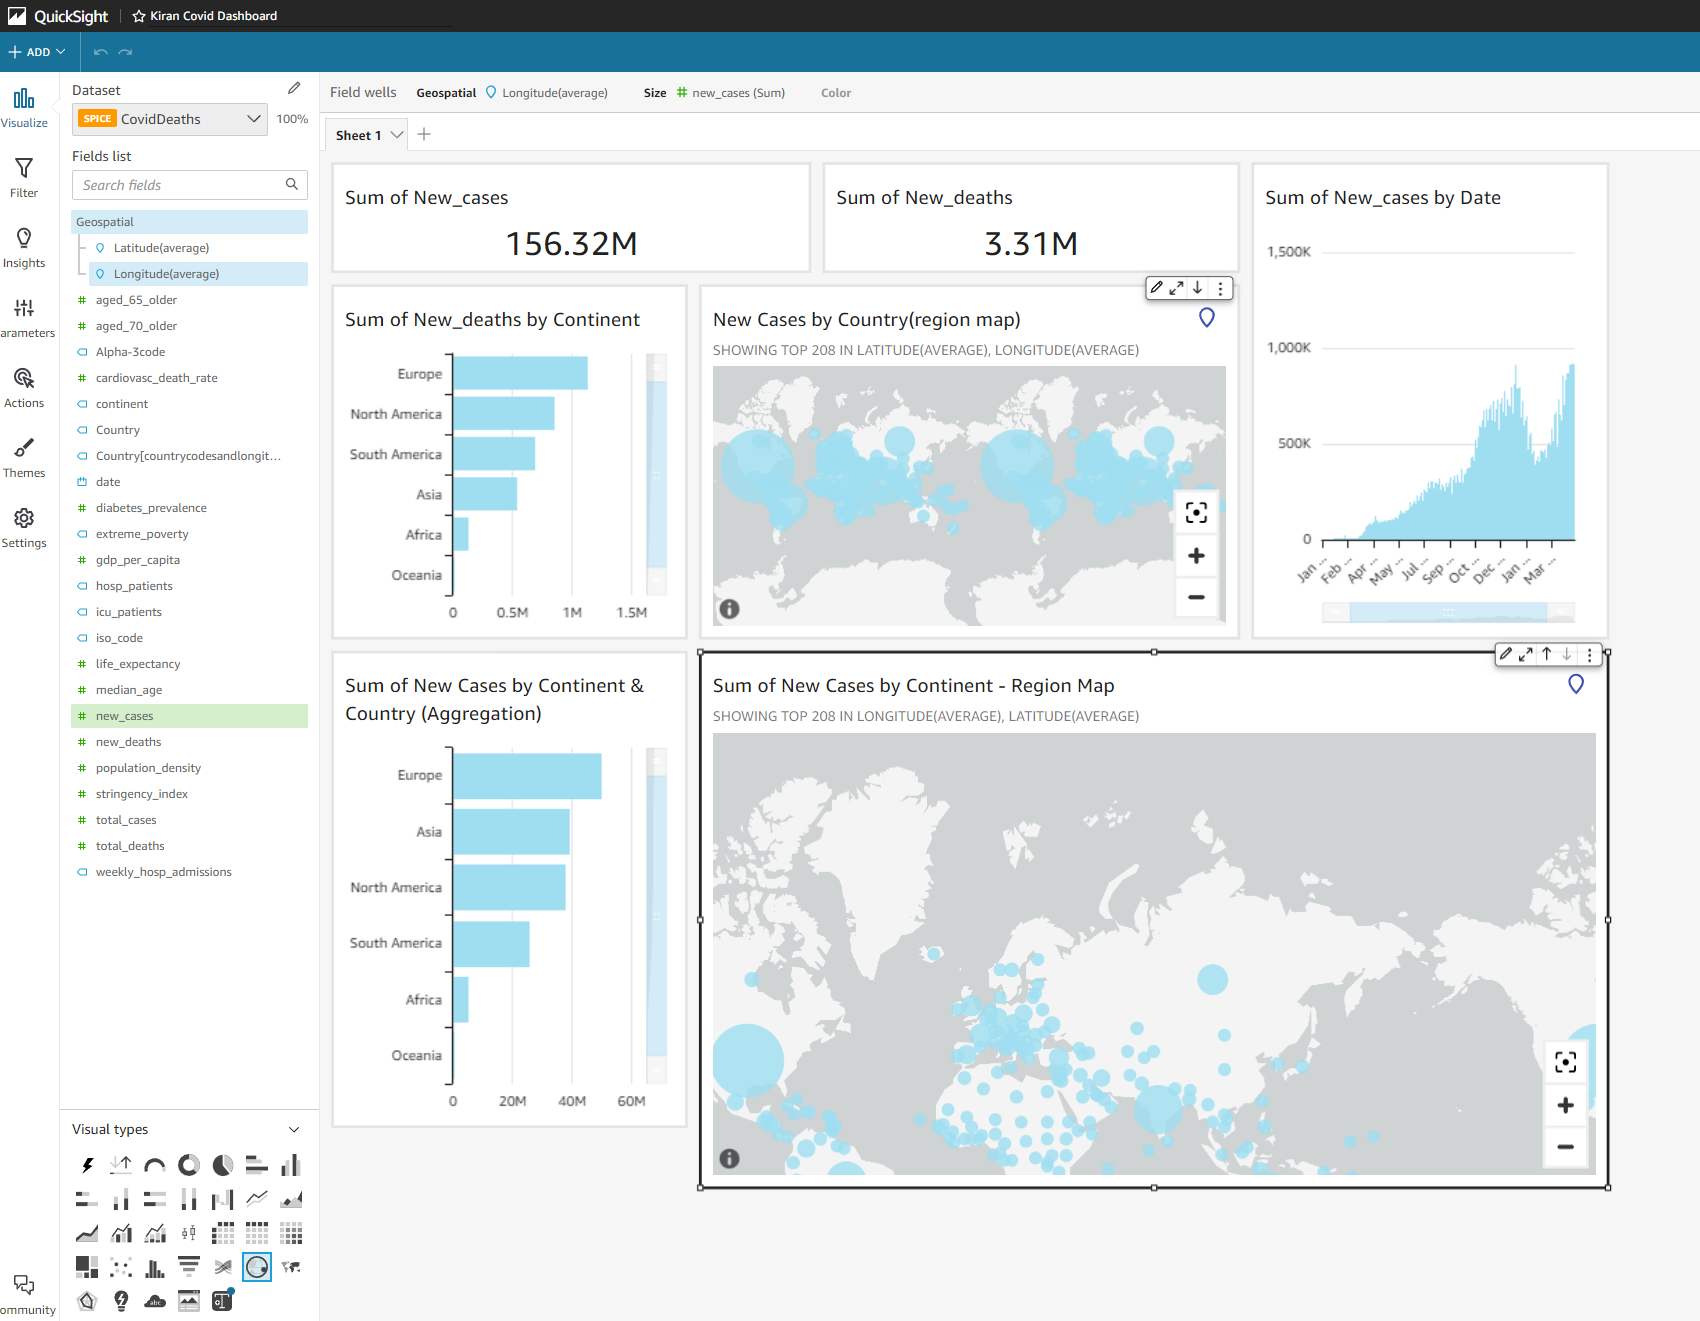 QuickSight
Kiran Covid Dashboard
ADD
Visualize
Filter
Insights
arameters
Actions
Themes
Settings
ommunity
Dataset
SPICE CovidDeaths 100%
Fields list
Search fields
Geospatial
Latitude(average)
Longitude(average)
aged_65_older
aged_70_older
Alpha-3code
cardiovasc_death_rate
continent
Country
Country[countrycodesandlongit...
date
diabetes_prevalence
extreme_poverty
gdp_per_capita
hosp_patients
icu_patients
iso_code
life_expectancy
median_age
new_cases
new_deaths
population_density
stringency_index
total_cases
total_deaths
weekly_hosp_admissions
Visual types
abc
Field wells Geospatial Longitude(average) Size new_cases (Sum) Color
Sheet 1
Sum of New_cases
156.32M
Sum of New_deaths
3.31M
Sum of New_cases by Date
1,500K
1,000K
500K
0
Jan ... Feb ... Apr ... May ... Jul ... Sep ... Oct ... Dec ... Jan ... Mar ...
Sum of New_deaths by Continent
Europe
North America
South America
Asia
Africa
Oceania
0 0.5M 1M 1.5M
New Cases by Country(region map)
SHOWING TOP 208 IN LATITUDE(AVERAGE), LONGITUDE(AVERAGE)
Sum of New Cases by Continent &
Country (Aggregation)
Europe
Asia
North America
South America
Africa
Oceania
0 20M 40M 60M
Sum of New Cases by Continent - Region Map
SHOWING TOP 208 IN LONGITUDE(AVERAGE), LATITUDE(AVERAGE)